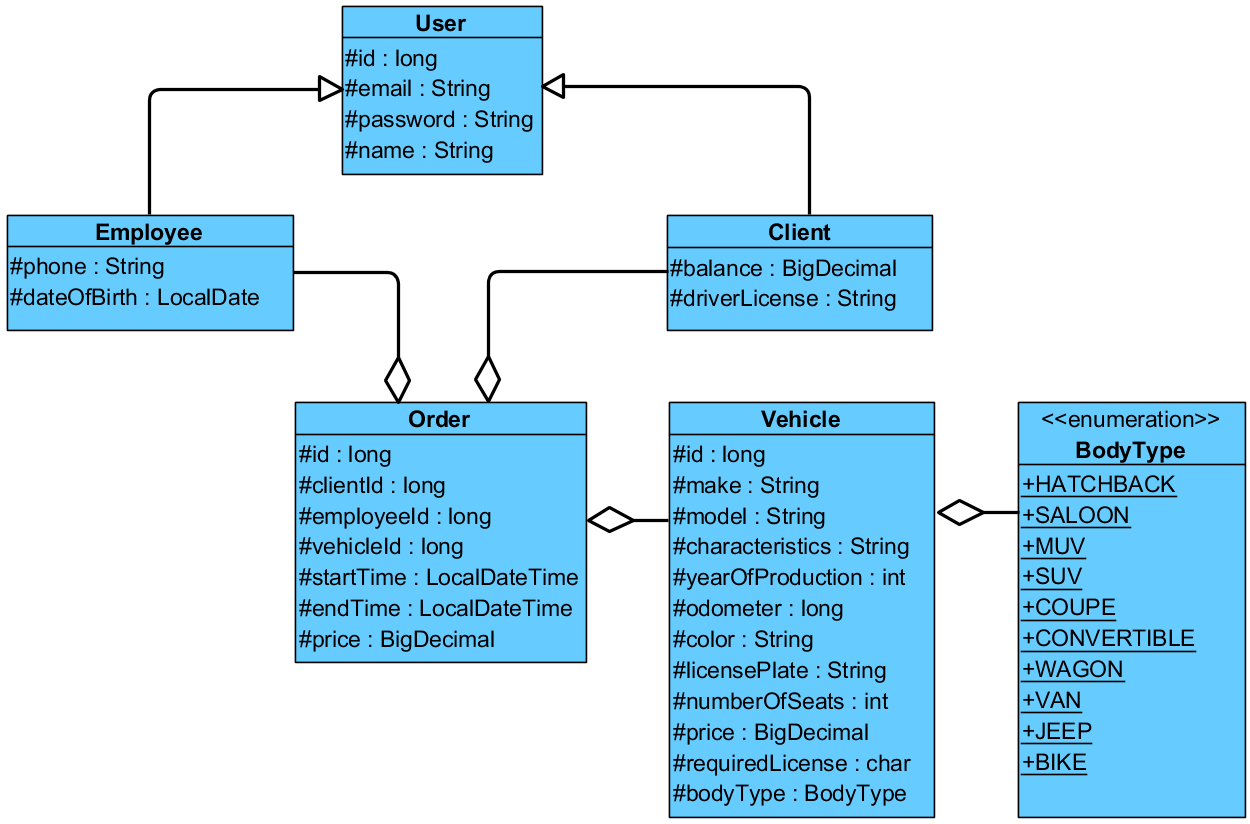 User
#id : long
#email : String
#password : String
#name : String
Employee
#phone : String
#dateOfBirth : LocalDate
Client
#balance : BigDecimal
#driverLicense : String
Order
#id : long
#clientId : long
#employeeId : long
#vehicleId : long
#startTime : LocalDateTime
#endTime : LocalDateTime
#price : BigDecimal
Vehicle
#id : long
#make : String
#model : String
#characteristics : String
#yearOfProduction : int
#odometer : long
#color : String
#licensePlate : String
#numberOfSeats : int
#price : BigDecimal
#requiredLicense : char
#bodyType : BodyType
<<enumeration>>
BodyType
+HATCHBACK
+SALOON
+MUV
+SUV
+COUPE
+CONVERTIBLE
+WAGON
+VAN
+JEEP
+BIKE